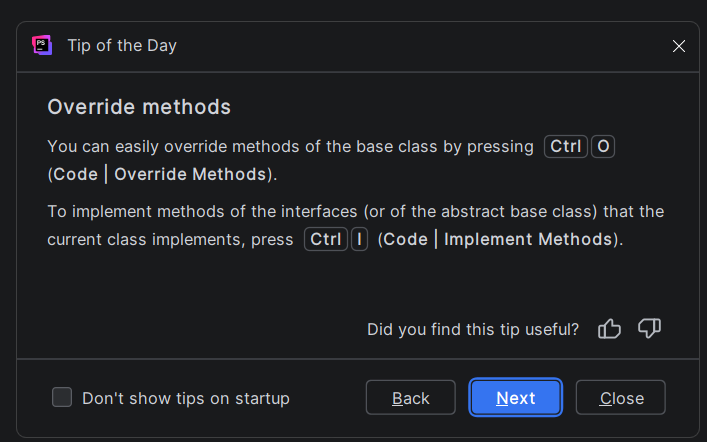 PS
Tip of the Day
Override methods
You can easily override methods of the base class by pressing Ctrl O
(Code | Override Methods).
To implement methods of the interfaces (or of the abstract base class) that the
current class implements, press Ctrl I (Code | Implement Methods).
Did you find this tip useful?
Don't show tips on startup
Back
Next
Close